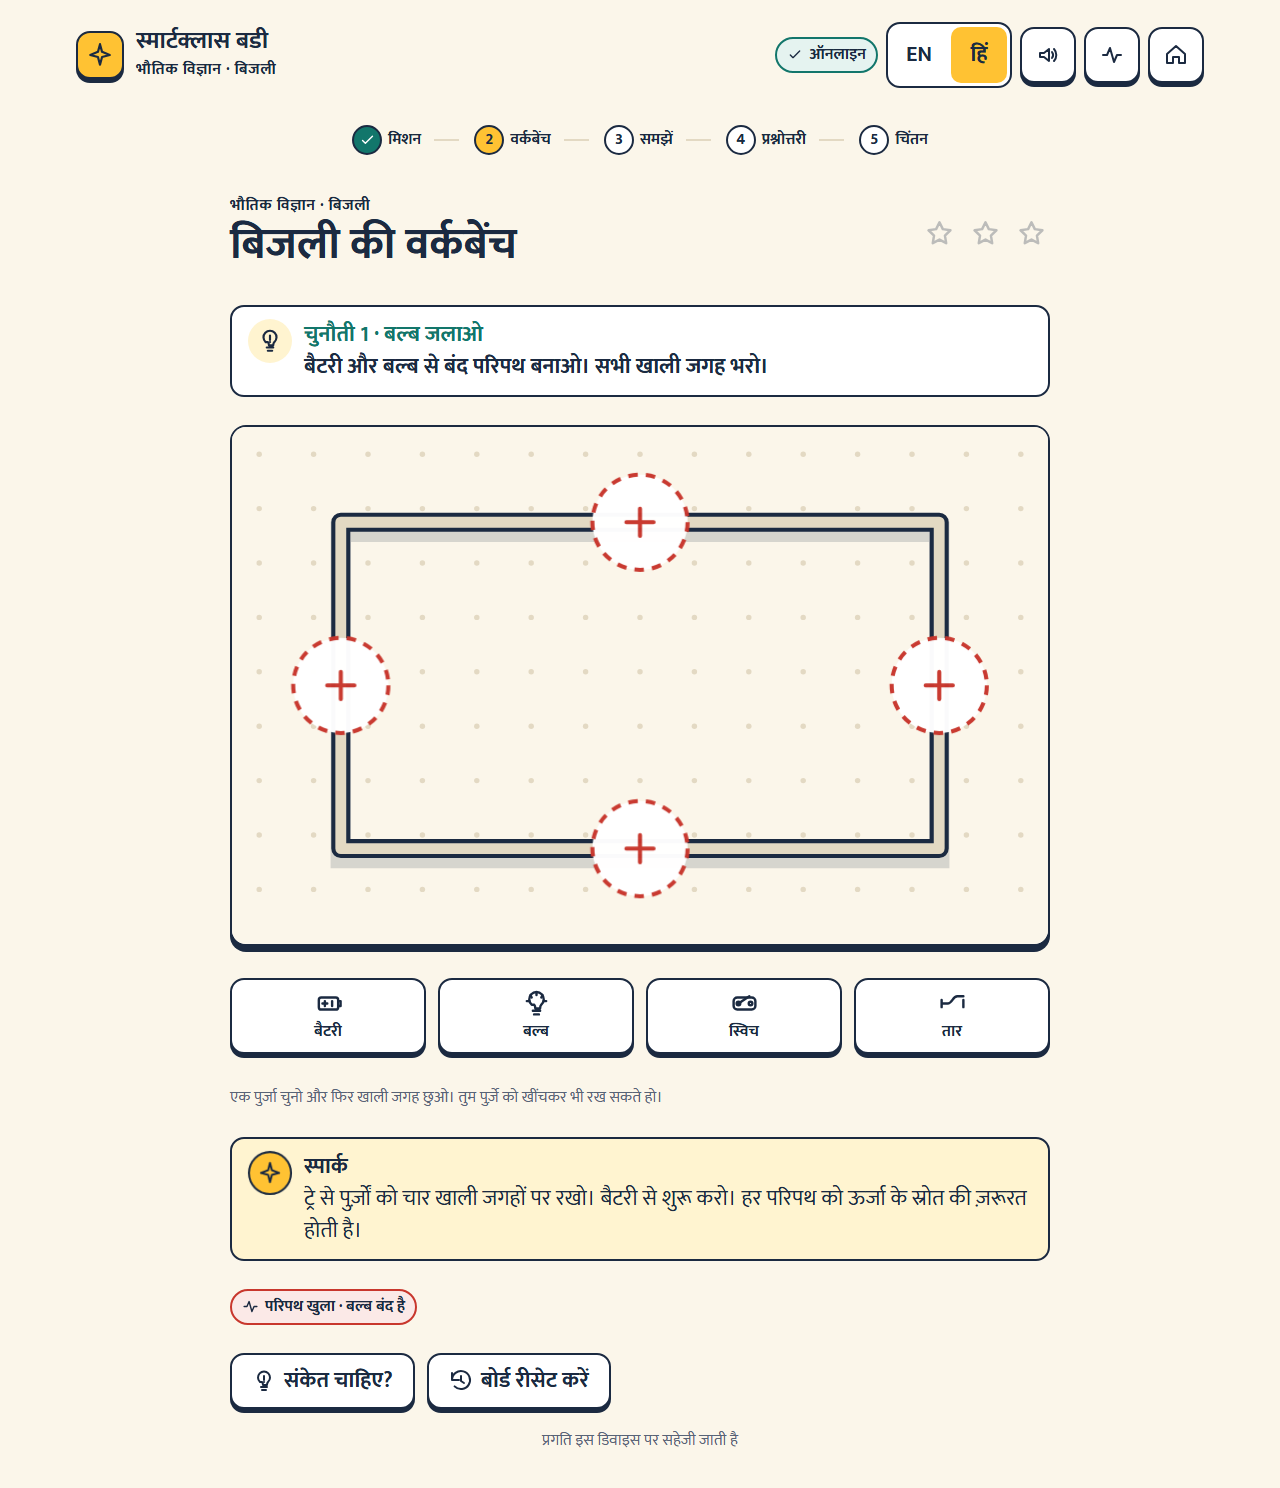 स्मार्टक्लास बडी
भौतिक विज्ञान · बिजली
ऑनलाइन
EN
हिं
मिशन
2 वर्कबेंच
3 समझें
4 प्रश्नोत्तरी
5 चिंतन
भौतिक विज्ञान · बिजली
बिजली की वर्कबेंच
चुनौती 1 · बल्ब जलाओ
बैटरी और बल्ब से बंद परिपथ बनाओ। सभी खाली जगह भरो।
बैटरी
बल्ब
स्विच
तार
एक पुर्जा चुनो और फिर खाली जगह छुओ। तुम पुर्ज़े को खींचकर भी रख सकते हो।
स्पार्क
ट्रे से पुर्ज़ों को चार खाली जगहों पर रखो। बैटरी से शुरू करो। हर परिपथ को ऊर्जा के स्रोत की ज़रूरत
होती है।
परिपथ खुला · बल्ब बंद है
संकेत चाहिए?
बोर्ड रीसेट करें
प्रगति इस डिवाइस पर सहेजी जाती है